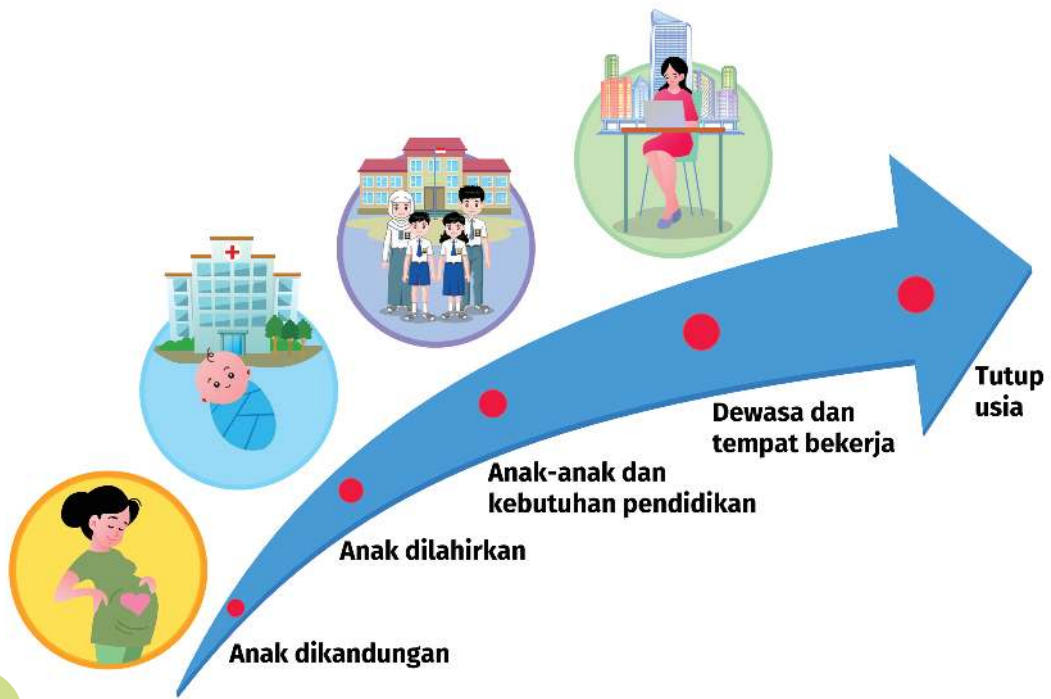 Anak dikandungan
Anak dilahirkan
Anak-anak dan
kebutuhan pendidikan
Dewasa dan
tempat bekerja
Tutup
usia